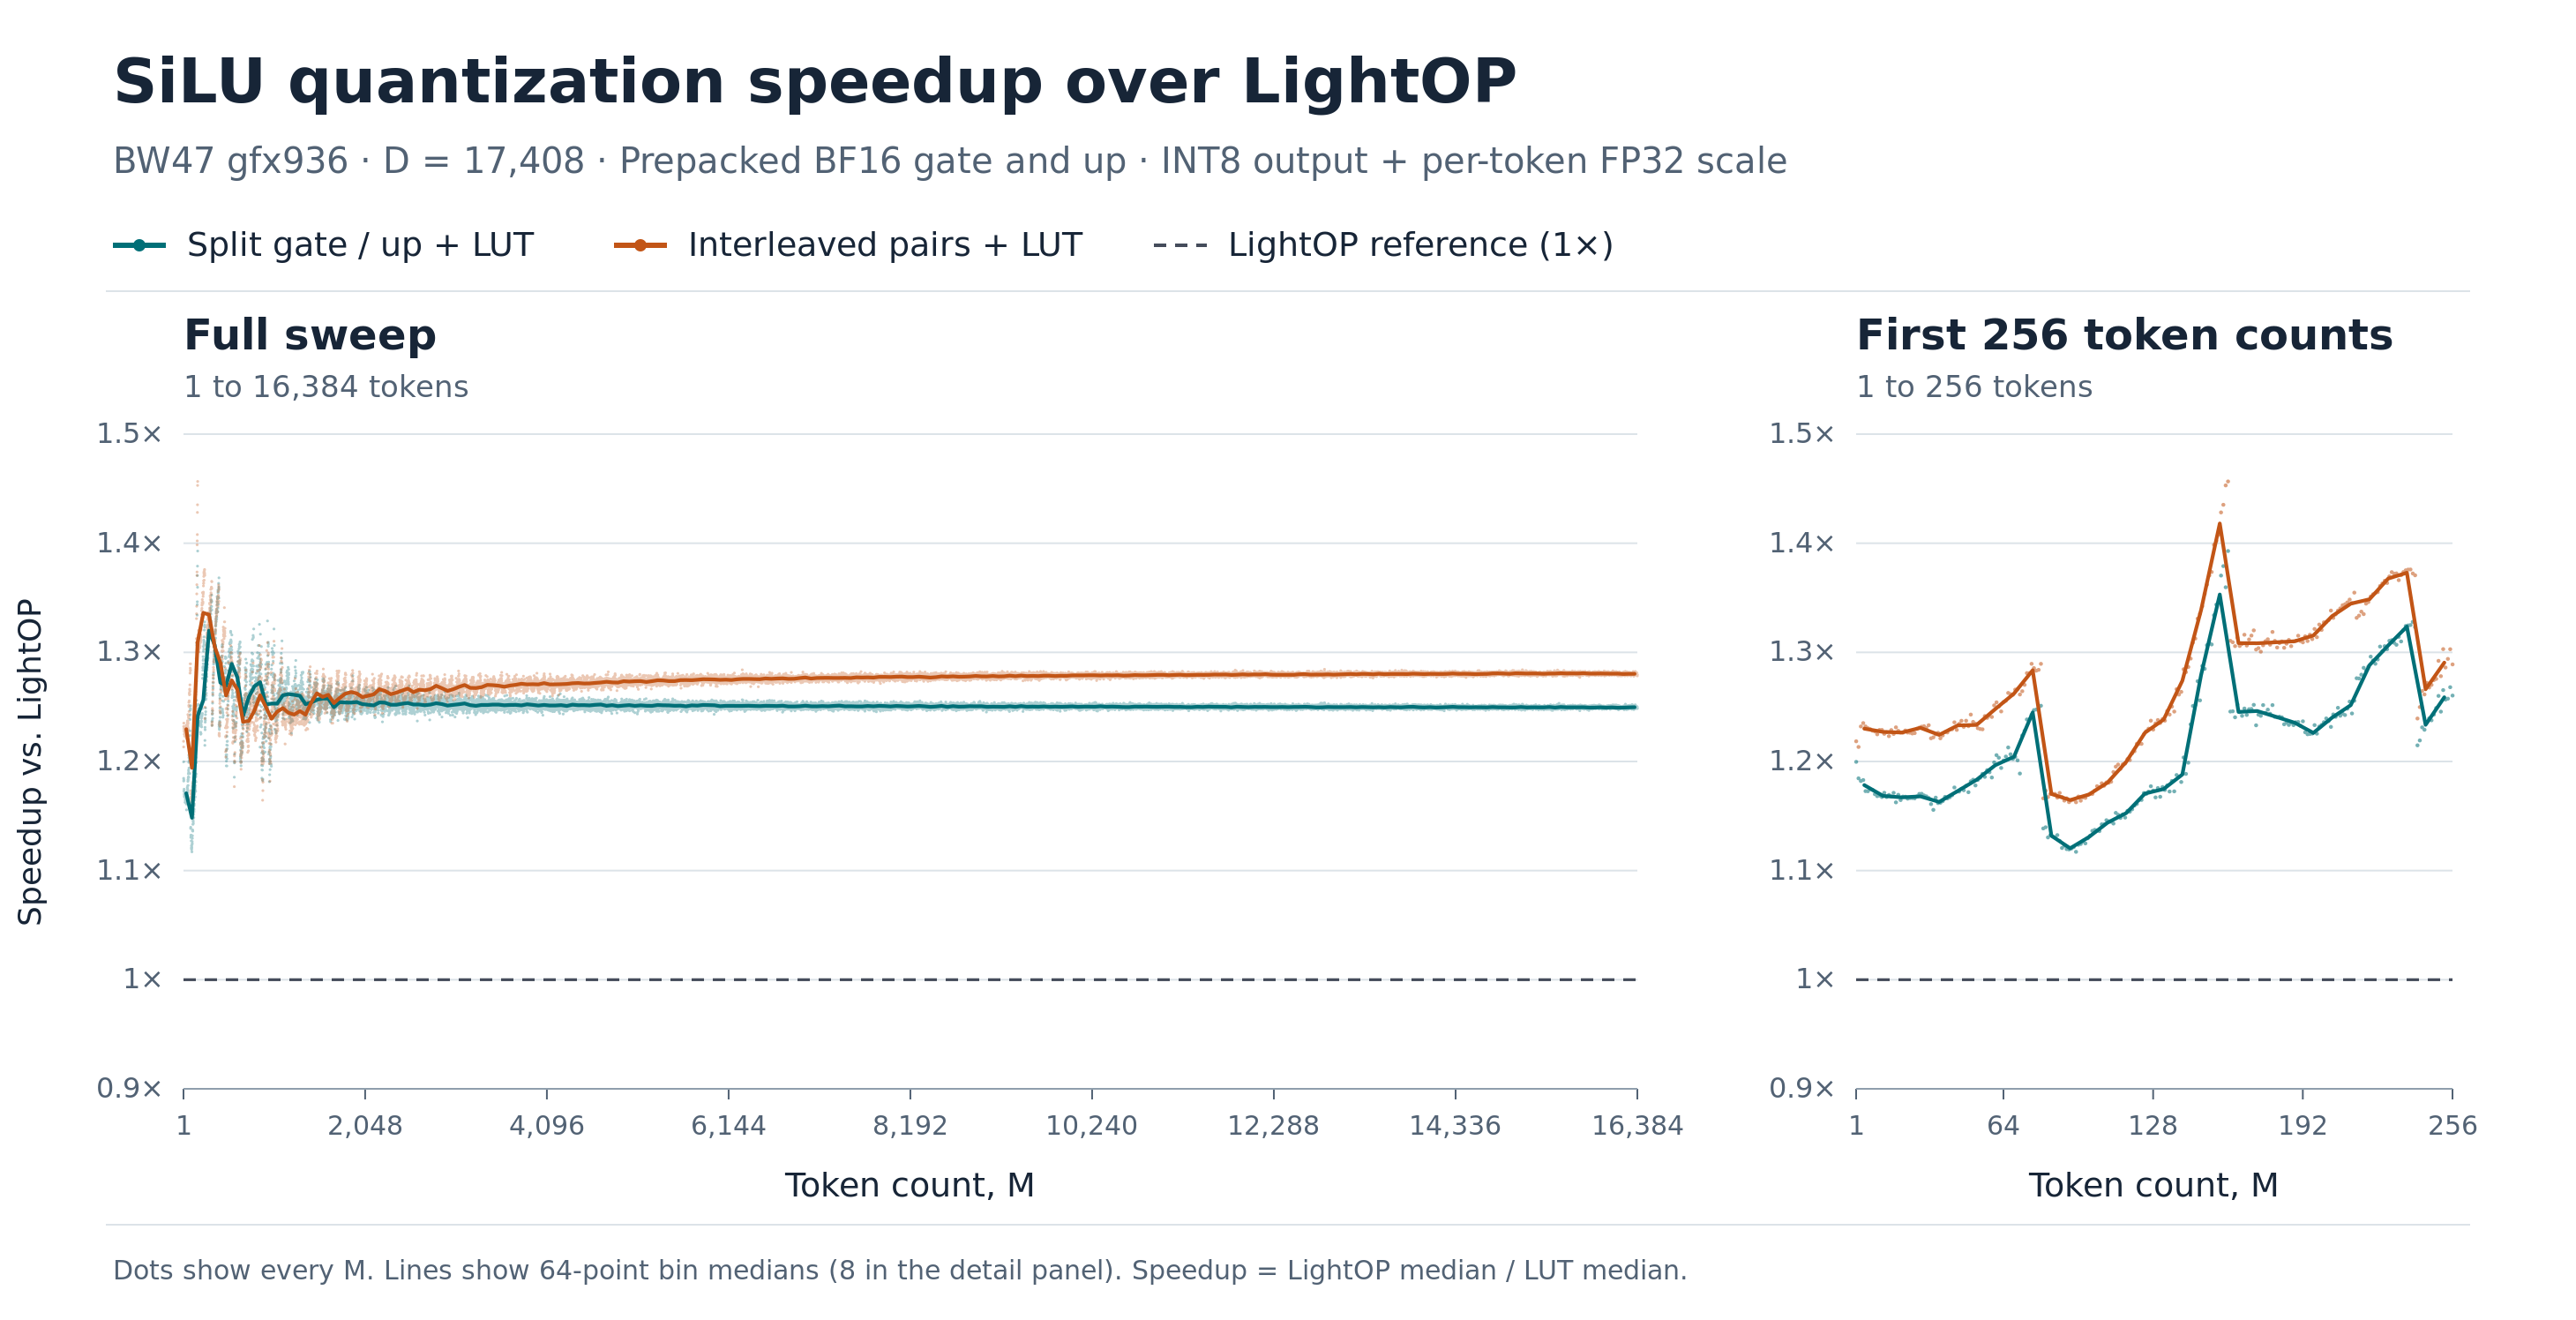 SiLU quantization speedup over LightOP
BW47 gfx936 · D = 17,408 · Prepacked BF16 gate and up · INT8 output + per-token FP32 scale
Split gate / up + LUT
Interleaved pairs + LUT
LightOP reference (1×)
Full sweep
1 to 16,384 tokens
Speedup vs. LightOP
1.5×
1.4×
1.3×
1.2×
1.1×
1×
0.9×
1 2,048 4,096 6,144 8,192 10,240 12,288 14,336 16,384
Token count, M
First 256 token counts
1 to 256 tokens
1.5×
1.4×
1.3×
1.2×
1.1×
1×
0.9×
1 64 128 192 256
Token count, M
Dots show every M. Lines show 64-point bin medians (8 in the detail panel). Speedup = LightOP median / LUT median.